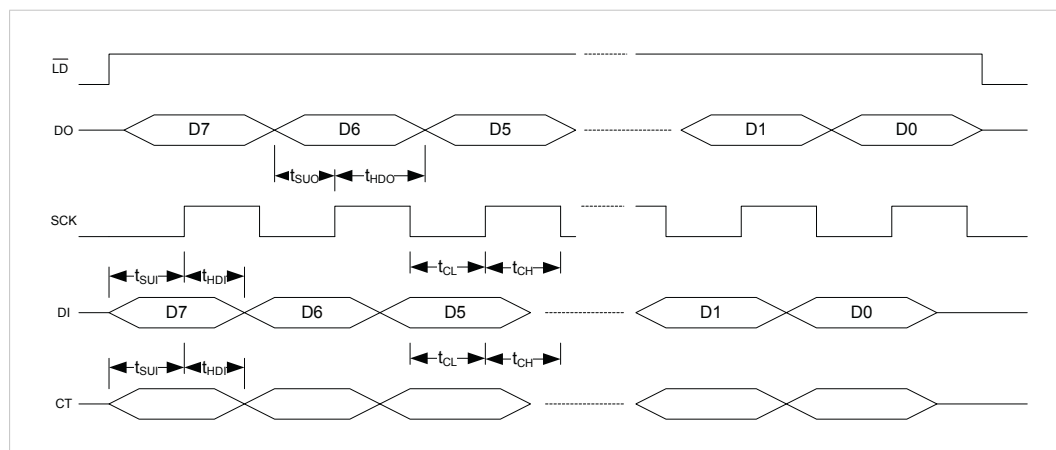 LD
DO D7 D6 D5 D1 D0
tSUO tHDO
SCK
tSUI tHDI tCL tCH
DI D7 D6 D5 D1 D0
tSUI tHDI tCL tCH
CT